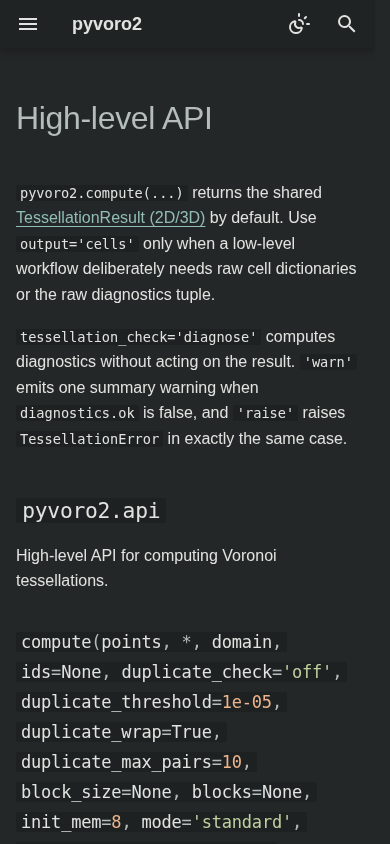 pyvoro2
High-level API
pyvoro2.compute(...) returns the shared
TessellationResult (2D/3D) by default. Use
output='cells' only when a low-level
workflow deliberately needs raw cell dictionaries
or the raw diagnostics tuple.
tessellation_check='diagnose' computes
diagnostics without acting on the result. 'warn'
emits one summary warning when
diagnostics.ok is false, and 'raise' raises
TessellationError in exactly the same case.
pyvoro2.api
High-level API for computing Voronoi
tessellations.
compute(points, *, domain,
ids=None, duplicate_check='off',
duplicate_threshold=1e-05,
duplicate_wrap=True,
duplicate_max_pairs=10,
block_size=None, blocks=None,
init_mem=8, mode='standard',